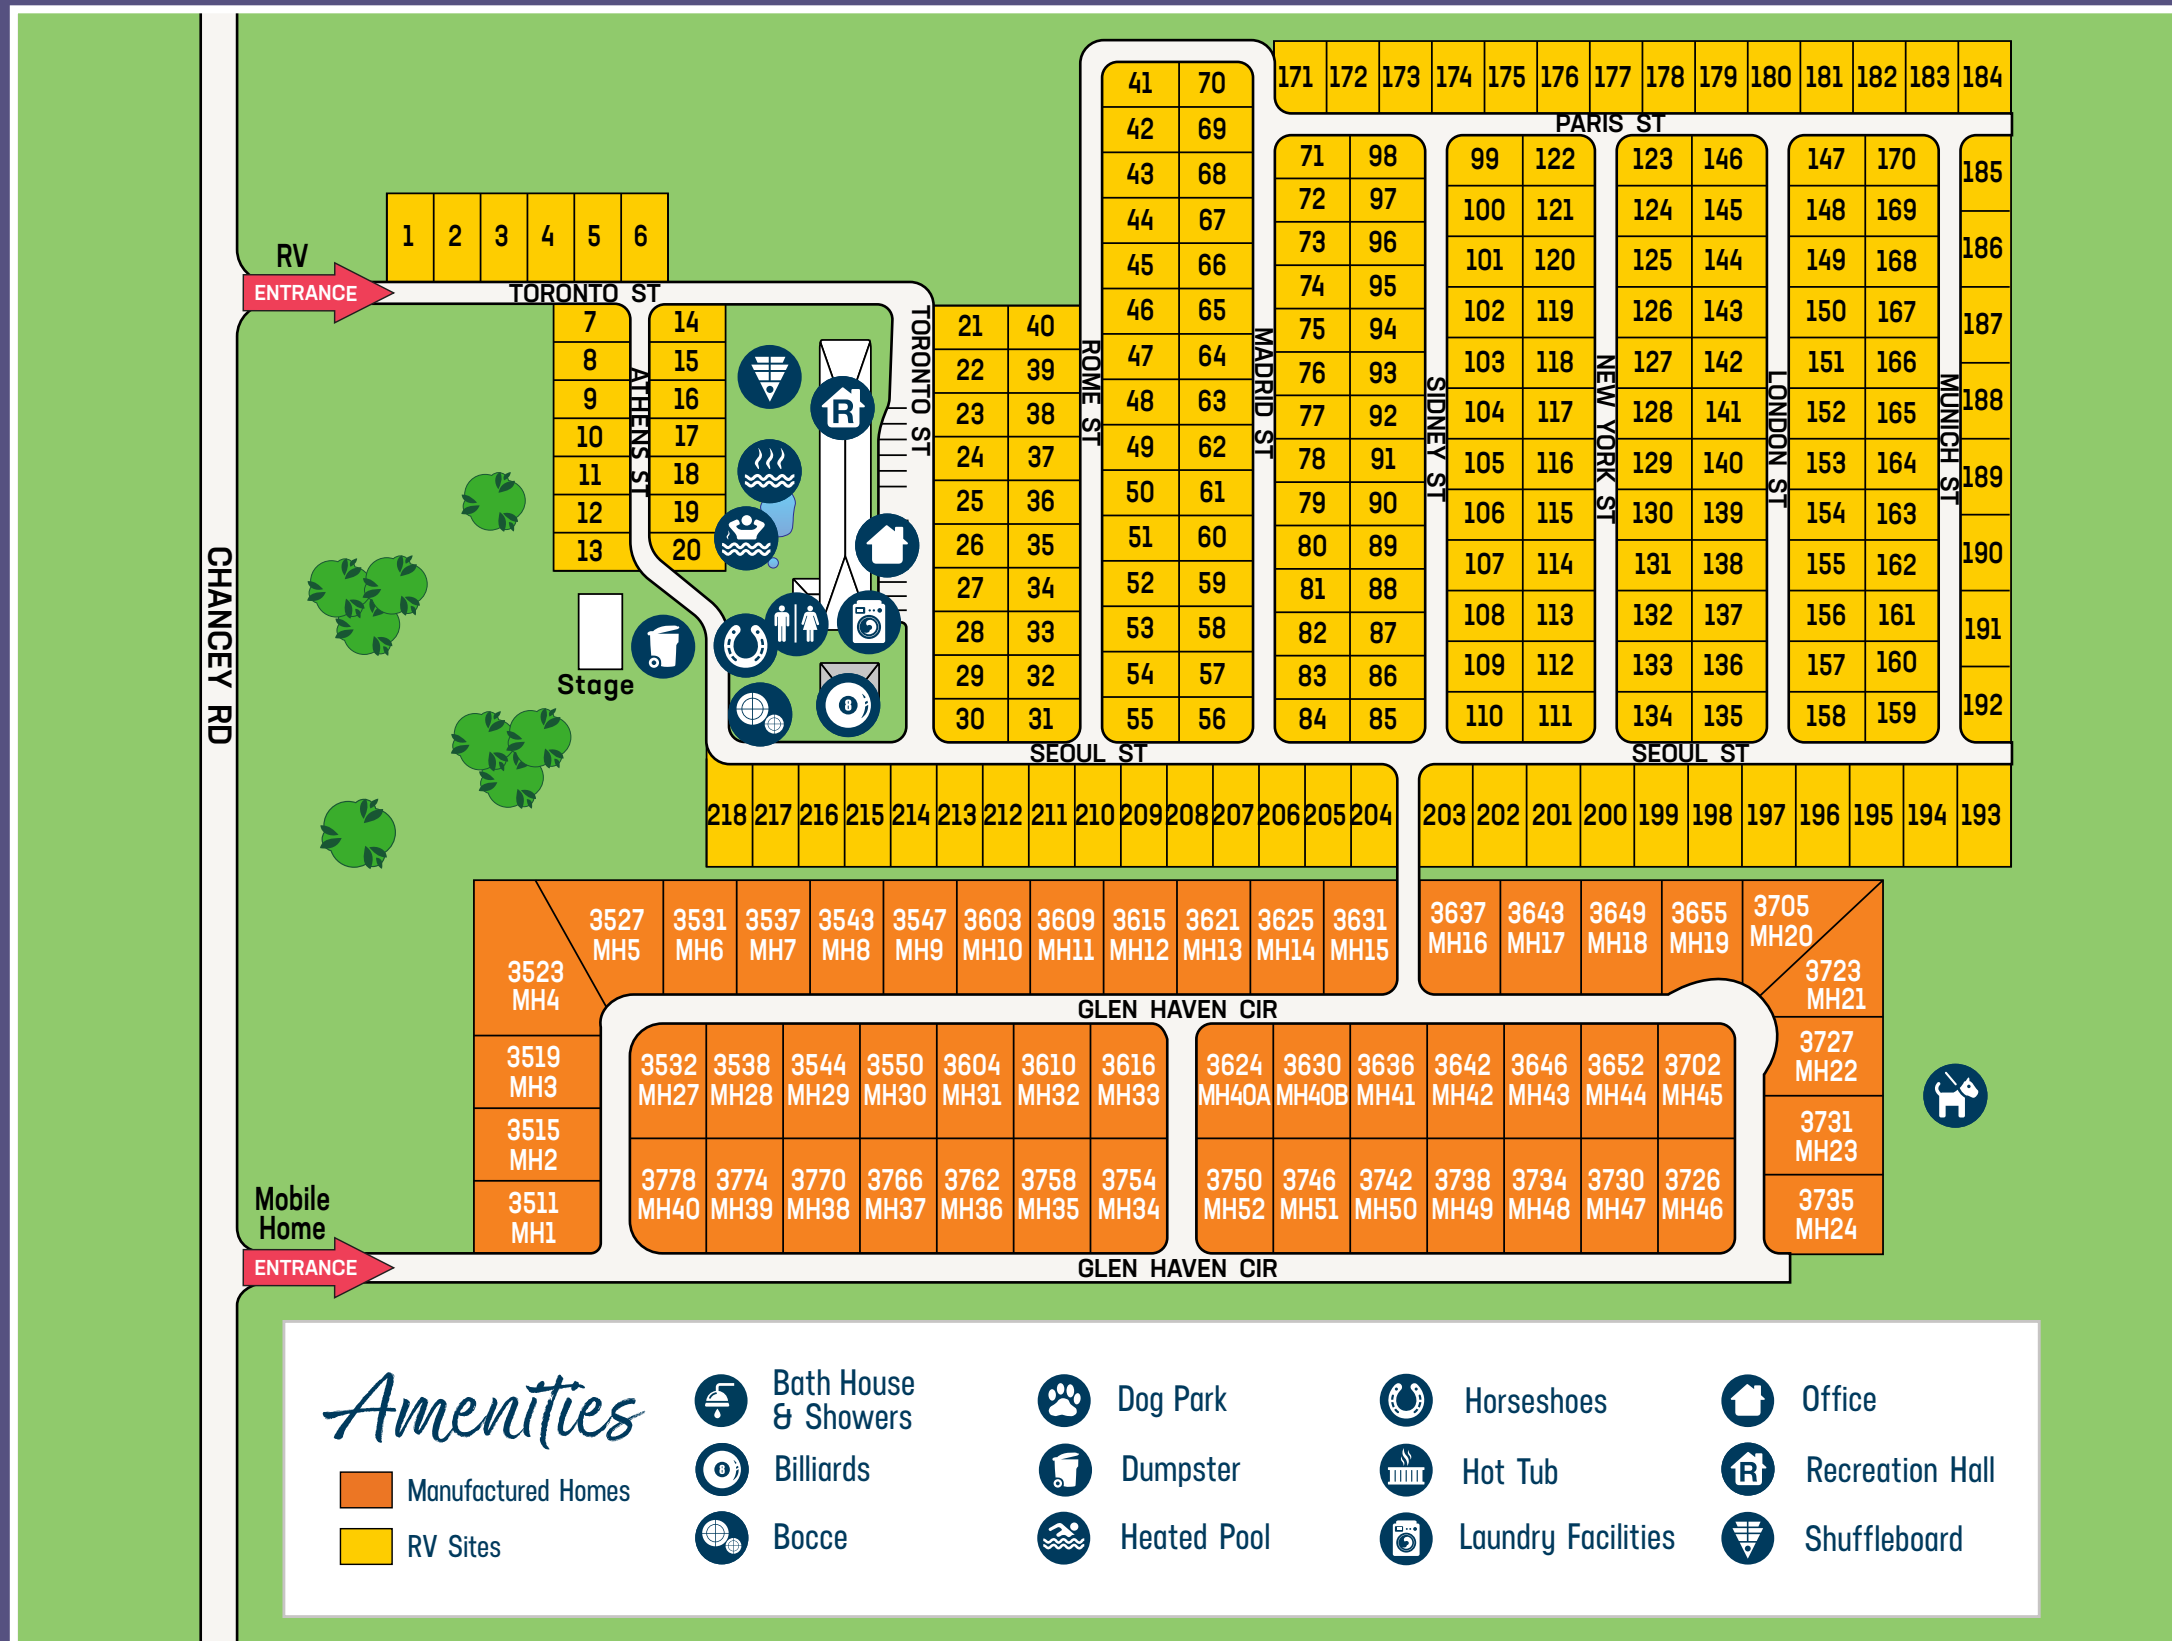 171 172 173 174 175 176 177 178 179 180 181 182 183 184
PARIS ST
41 70
42 69
43 68
44 67
45 66
46 65
47 64
48 63
49 62
50 61
51 60
52 59
53 58
54 57
55 56
71 98
72 97
73 96
74 95
75 94
76 93
77 92
78 91
79 90
80 89
81 88
82 87
83 86
84 85
99 122
100 121
101 120
102 119
103 118
104 117
105 116
106 115
107 114
108 113
109 112
110 111
123 146
124 145
125 144
126 143
127 142
128 141
129 140
130 139
131 138
132 137
133 136
134 135
147 170
148 169
149 168
150 167
151 166
152 165
153 164
154 163
155 162
156 161
157 160
158 159
185
186
187
188
189
190
191
192
1 2 3 4 5 6
RV
ENTRANCE
TORONTO ST
7 14
8 15
9 16
10 17
11 18
12 19
13 20
ATHENS ST
TORONTO ST
R
8
21 40
22 39
23 38
24 37
25 36
26 35
27 34
28 33
29 32
30 31
ROME ST
MADRID ST
SIDNEY ST
NEW YORK ST
LONDON ST
MUNICH ST
CHANCEY RD
Stage
SEOUL ST
SEOUL ST
218 217 216 215 214 213 212 211 210 209 208 207 206 205 204
203 202 201 200 199 198 197 196 195 194 193
3527 3531 3537 3543 3547 3603 3609 3615 3621 3625 3631
MH5 MH6 MH7 MH8 MH9 MH10 MH11 MH12 MH13 MH14 MH15
3637 3643 3649 3655 3705
MH16 MH17 MH18 MH19 MH20
3523
MH4
3723
MH21
GLEN HAVEN CIR
3519
MH3
3515
MH2
3511
MH1
3532 3538 3544 3550 3604 3610 3616
MH27 MH28 MH29 MH30 MH31 MH32 MH33
3624 3630 3636 3642 3646 3652 3702
MH40A MH40B MH41 MH42 MH43 MH44 MH45
3778 3774 3770 3766 3762 3758 3754
MH40 MH39 MH38 MH37 MH36 MH35 MH34
3750 3746 3742 3738 3734 3730 3726
MH52 MH51 MH50 MH49 MH48 MH47 MH46
3727
MH22
3731
MH23
3735
MH24
Mobile
Home
ENTRANCE
GLEN HAVEN CIR
Amenities
Manufactured Homes
RV Sites
Bath House
& Showers
8
Billiards
Bocce
Dog Park
Dumpster
Heated Pool
Horseshoes
Hot Tub
Laundry Facilities
Office
R
Recreation Hall
Shuffleboard